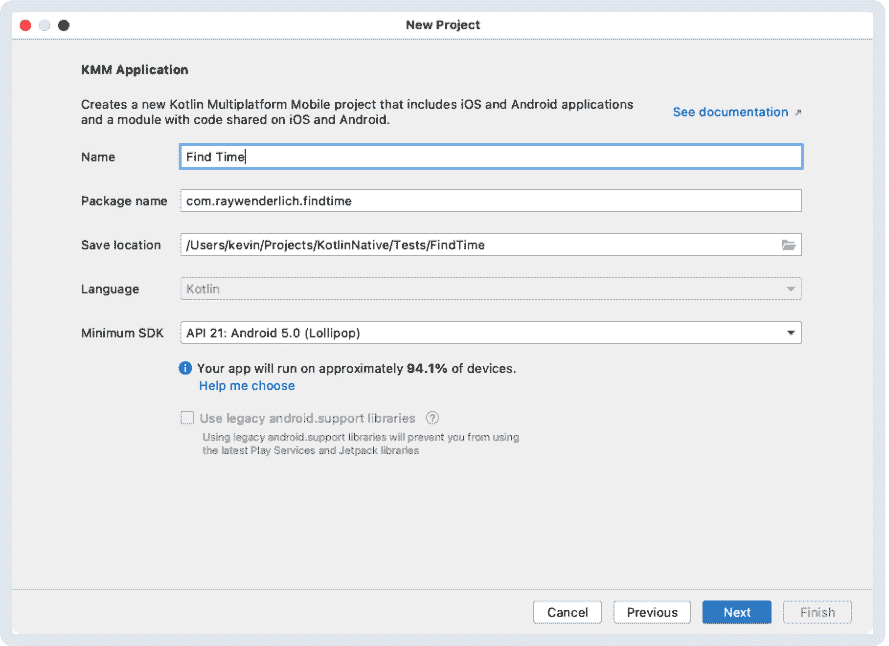 New Project
KMM Application
Creates a new Kotlin Multiplatform Mobile project that includes iOS and Android applications
and a module with code shared on iOS and Android.
See documentation ↗
Name
Find Time
Package name
com.raywenderlich.findtime
Save location
/Users/kevin/Projects/KotlinNative/Tests/FindTime
Language
Kotlin
Minimum SDK
API 21: Android 5.0 (Lollipop)
Your app will run on approximately 94.1% of devices.
Help me choose
Use legacy android.support libraries ?
Using legacy android.support libraries will prevent you from using
the latest Play Services and Jetpack libraries
Cancel
Previous
Next
Finish